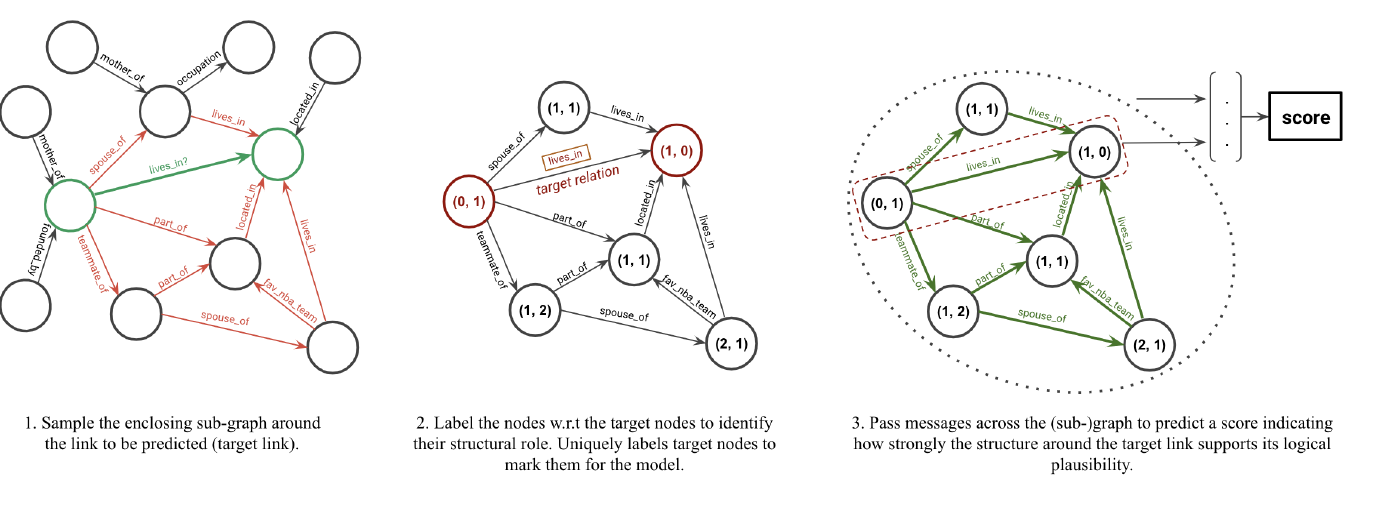 mother_of
occupation
located_in
mother_of
spouse_of
lives_in
lives_in?
founded_by
teammate_of
part_of
located_in
lives_in
part_of
fav_nba_team
spouse_of
1. Sample the enclosing sub-graph around
the link to be predicted (target link).
(1, 1)
lives_in
spouse_of
lives_in
(1, 0)
target relation
(0, 1)
located_in
part_of
teammate_of
lives_in
(1, 1)
part_of
fav_nba_team
(1, 2)
spouse_of
(2, 1)
2. Label the nodes w.r.t the target nodes to identify
their structural role. Uniquely labels target nodes to
mark them for the model.
(1, 1)
lives_in
spouse_of
(1, 0)
lives_in
(0, 1)
located_in
part_of
teammate_of
lives_in
(1, 1)
part_of
fav_nba_team
(1, 2)
spouse_of
(2, 1)
score
3. Pass messages across the (sub-)graph to predict a score indicating
how strongly the structure around the target link supports its logical
plausibility.